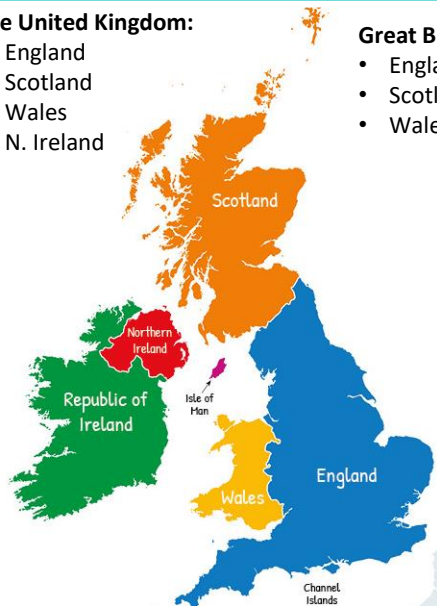 e United Kingdom:
England
Scotland
Wales
N. Ireland
Great B
• Engla
• Scotl
• Wale
Scotland
Northern
Ireland
Republic of
Ireland
Isle of
Man
Wales
England
Channel
Islands